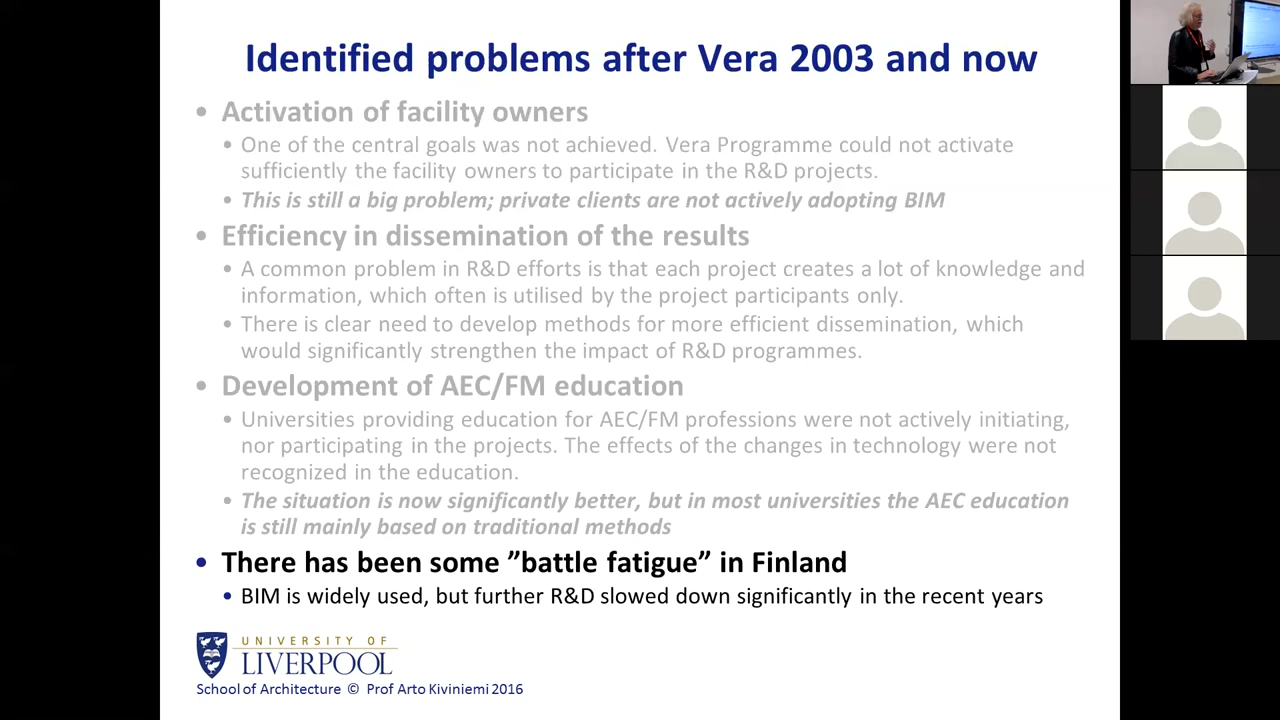 Identified problems after Vera 2003 and now
• Activation of facility owners
• One of the central goals was not achieved. Vera Programme could not activate
sufficiently the facility owners to participate in the R&D projects.
• This is still a big problem; private clients are not actively adopting BIM
• Efficiency in dissemination of the results
• A common problem in R&D efforts is that each project creates a lot of knowledge and
information, which often is utilised by the project participants only.
• There is clear need to develop methods for more efficient dissemination, which
would significantly strengthen the impact of R&D programmes.
• Development of AEC/FM education
• Universities providing education for AEC/FM professions were not actively initiating,
nor participating in the projects. The effects of the changes in technology were not
recognized in the education.
• The situation is now significantly better, but in most universities the AEC education
is still mainly based on traditional methods
• There has been some ”battle fatigue” in Finland
• BIM is widely used, but further R&D slowed down significantly in the recent years
UNIVERSITY OF
LIVERPOOL
School of Architecture © Prof Arto Kiviniemi 2016